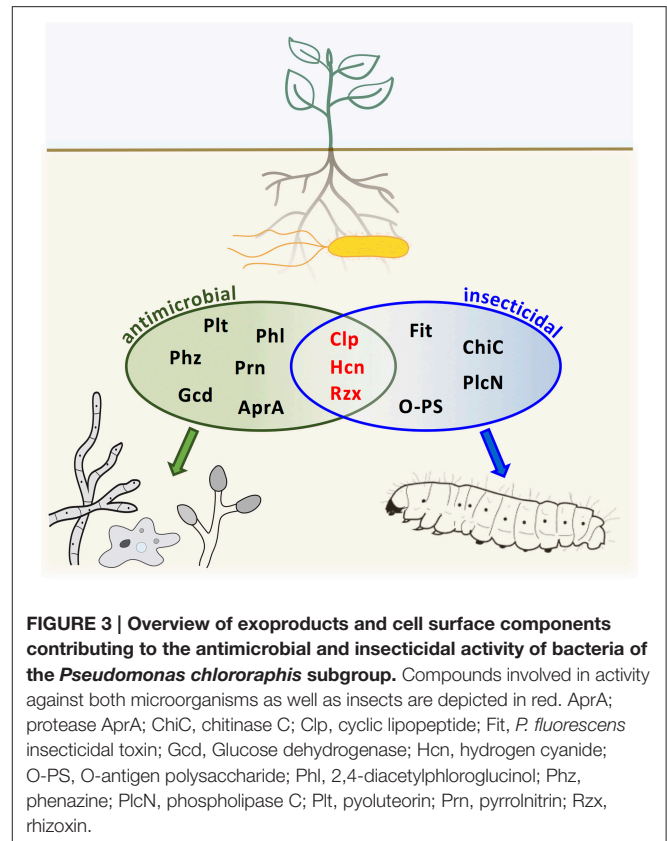 antimicrobial
insecticidal
Plt
Phl
Phz
Prn
Gcd
AprA
Clp
Hcn
Rzx
Fit
ChiC
PlcN
O-PS
FIGURE 3 | Overview of exoproducts and cell surface components
contributing to the antimicrobial and insecticidal activity of bacteria of
the Pseudomonas chlororaphis subgroup. Compounds involved in activity
against both microorganisms as well as insects are depicted in red. AprA;
protease AprA; ChiC, chitinase C; Clp, cyclic lipopeptide; Fit, P. fluorescens
insecticidal toxin; Gcd, Glucose dehydrogenase; Hcn, hydrogen cyanide;
O-PS, O-antigen polysaccharide; Phl, 2,4-diacetylphloroglucinol; Phz,
phenazine; PlcN, phospholipase C; Plt, pyoluteorin; Prn, pyrrolnitrin; Rzx,
rhizoxin.